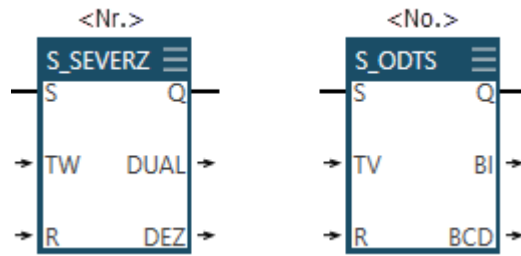 <Nr.>
S_SEVERZ
S Q
TW DUAL
R DEZ
<No.>
S_ODTS
S Q
TV BI
R BCD